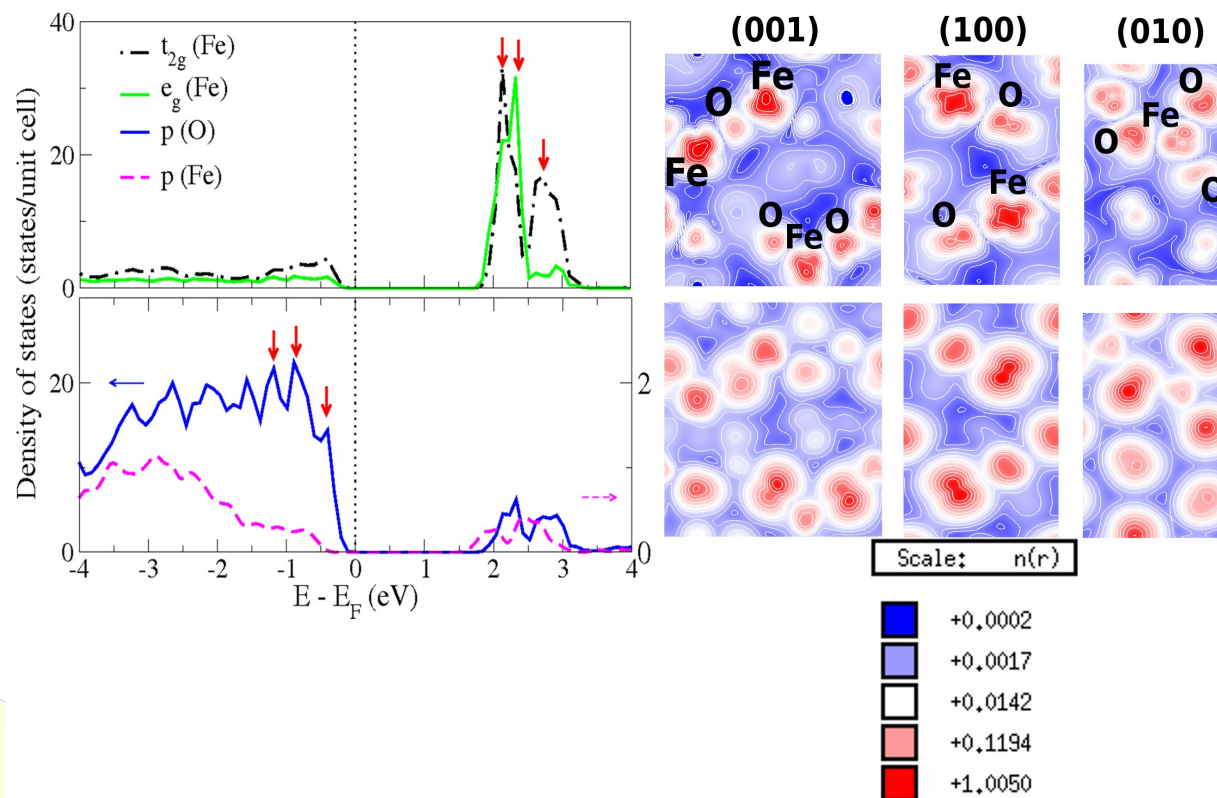 40
20
0
t2g (Fe)
eg (Fe)
p (O)
p (Fe)
Density of states (states/unit cell)
20
0
2
0
-4 -3 -2 -1 0 1 2 3 4
E - EF (eV)
(001) (100) (010)
Fe
O
Fe
O
Fe
O
Fe
O
Fe
O
O
Fe
O
O
Scale: n(r)
+0.0002
+0.0017
+0.0142
+0.1194
+1.0050